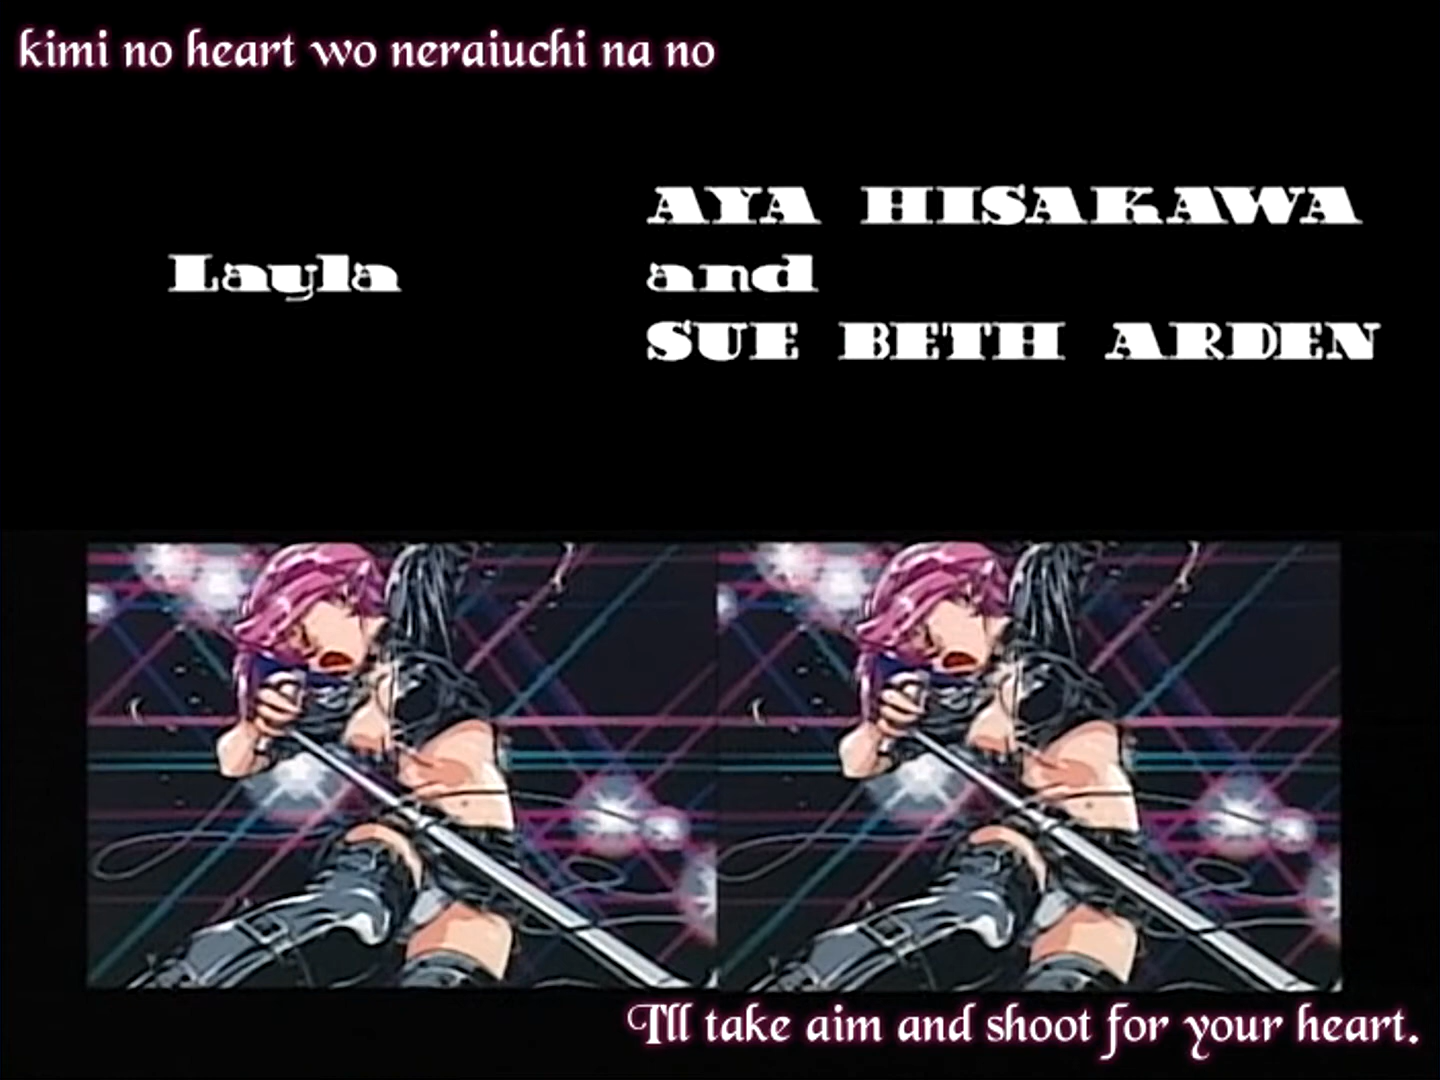 kimi no heart wo neraiuchi na no
AYA HISAKAWA
Layla and
SUE BETH ARDEN
I'll take aim and shoot for your heart.